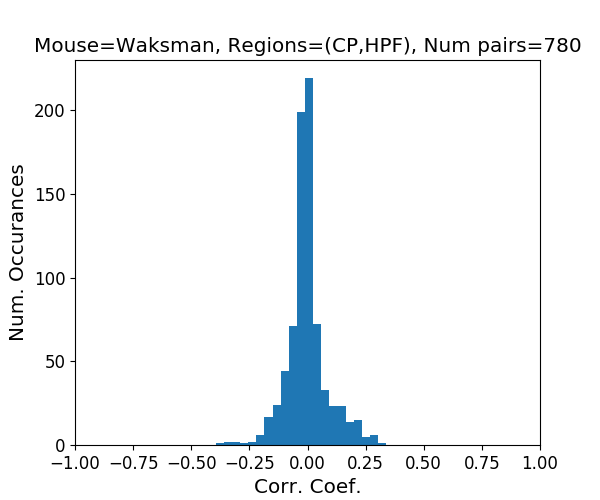 Mouse=Waksman, Regions=(CP,HPF), Num pairs=780
200
150
100
50
0
Num. Occurances
−1.00 −0.75 −0.50 −0.25 0.00 0.25 0.50 0.75 1.00
Corr. Coef.